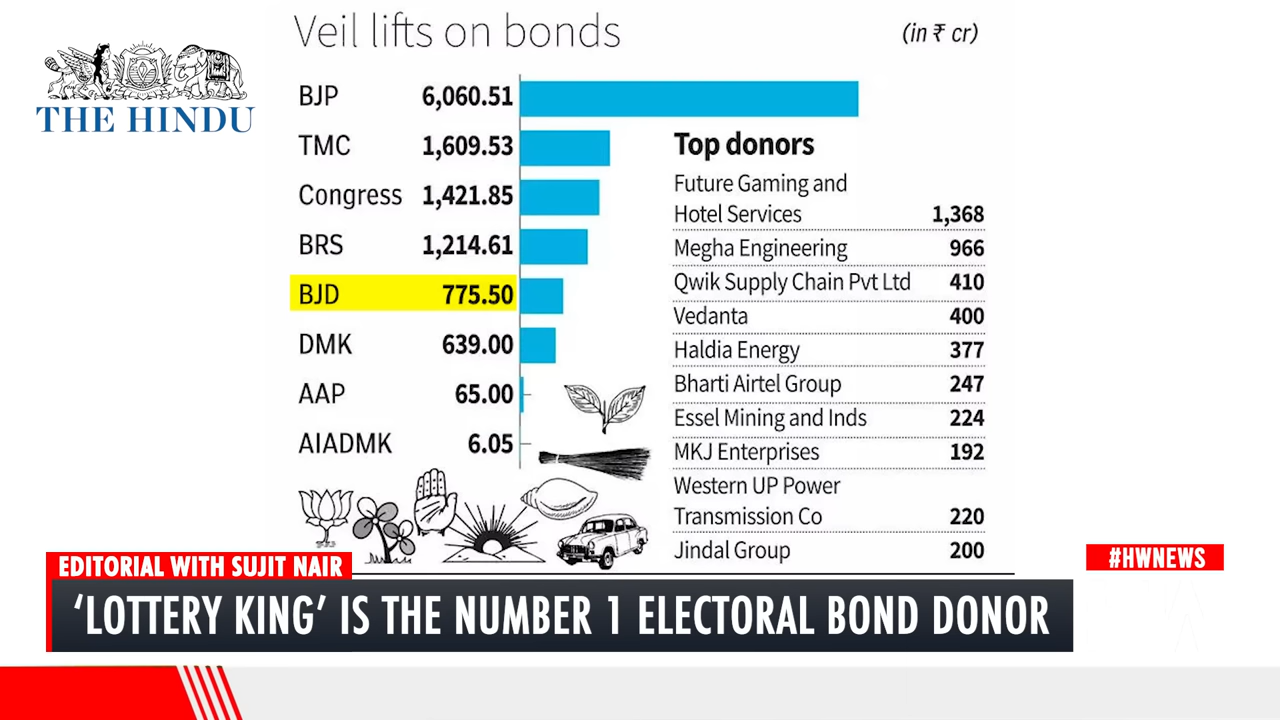 Veil lifts on bonds
(in ₹ cr)
THE HINDU
BJP 6,060.51
TMC 1,609.53
Congress 1,421.85
BRS 1,214.61
BJD 775.50
DMK 639.00
AAP 65.00
AIADMK 6.05
Top donors
Future Gaming and
Hotel Services 1,368
Megha Engineering 966
Qwik Supply Chain Pvt Ltd 410
Vedanta 400
Haldia Energy 377
Bharti Airtel Group 247
Essel Mining and Inds 224
MKJ Enterprises 192
Western UP Power
Transmission Co 220
Jindal Group 200
EDITORIAL WITH SUJIT NAIR
#HWNEWS
‘LOTTERY KING’ IS THE NUMBER 1 ELECTORAL BOND DONOR